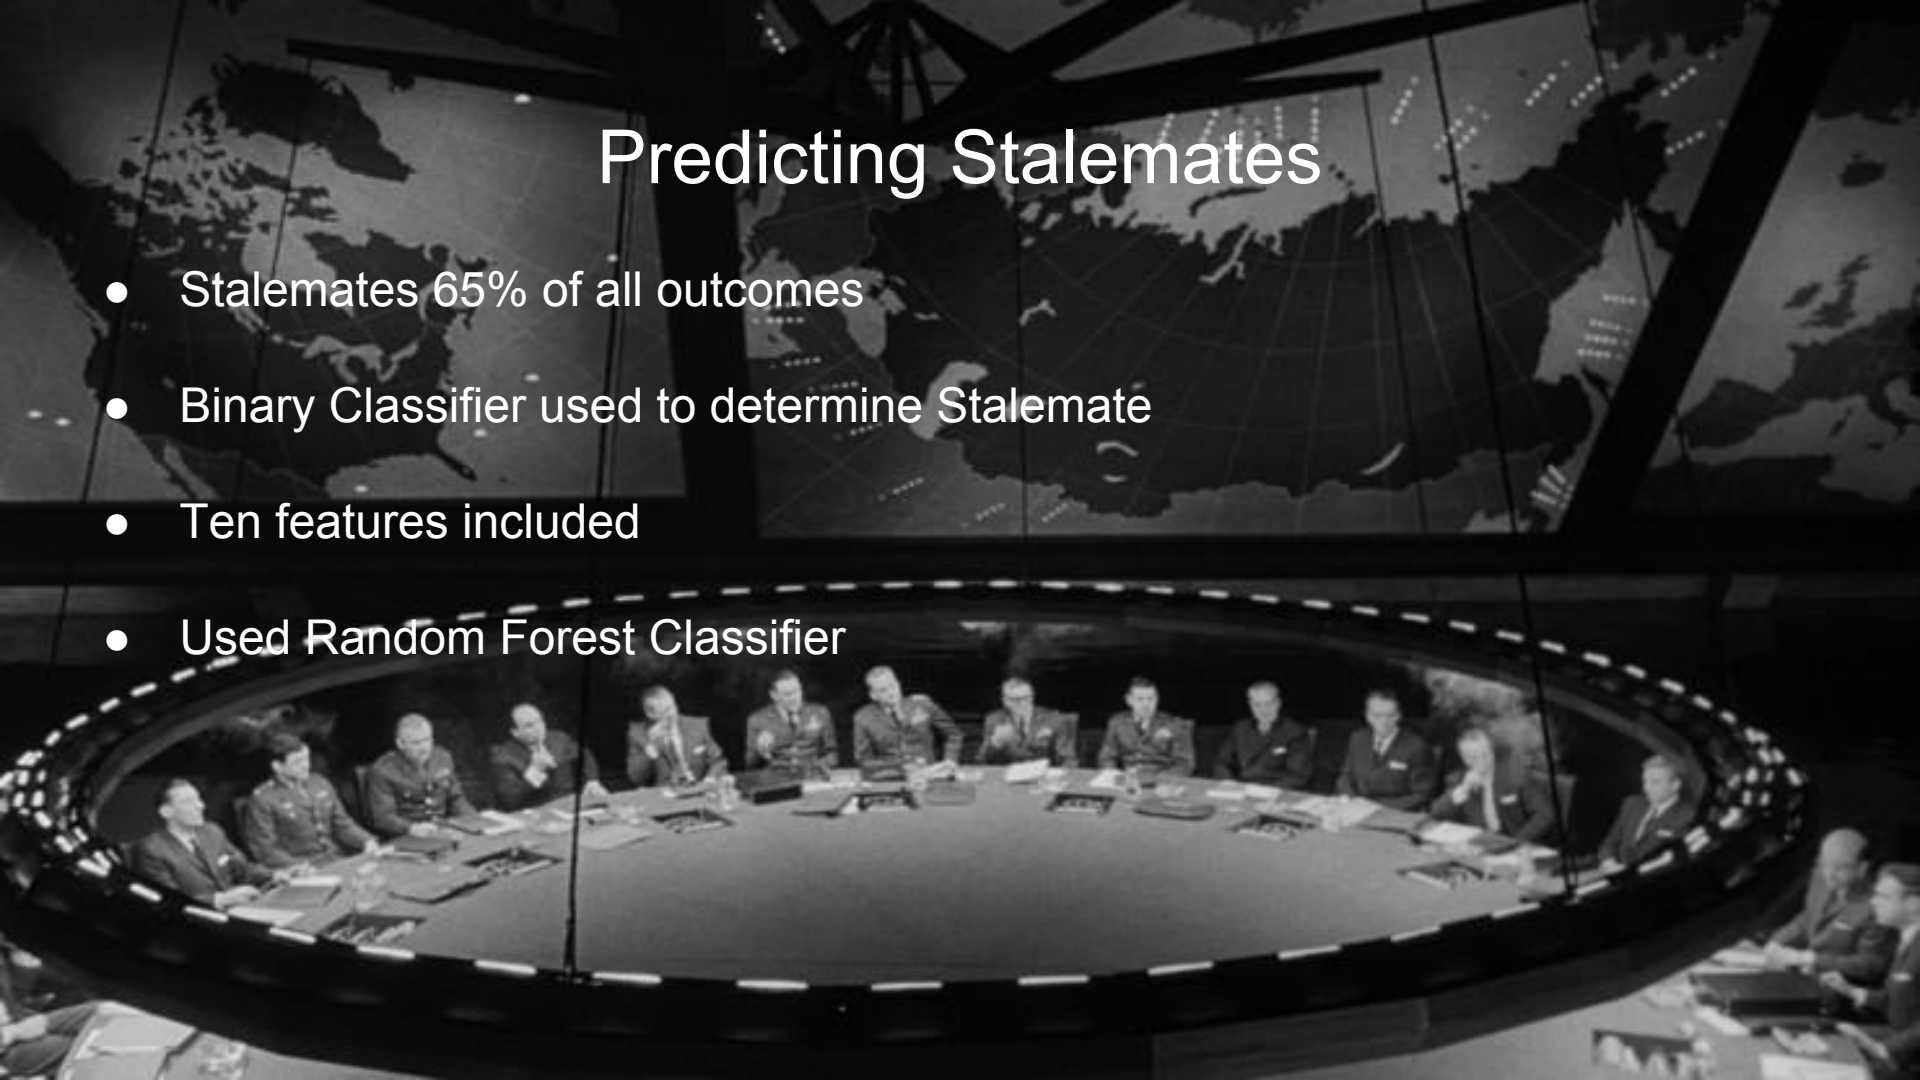 Predicting Stalemates
● Stalemates 65% of all outcomes
● Binary Classifier used to determine Stalemate
● Ten features included
● Used Random Forest Classifier